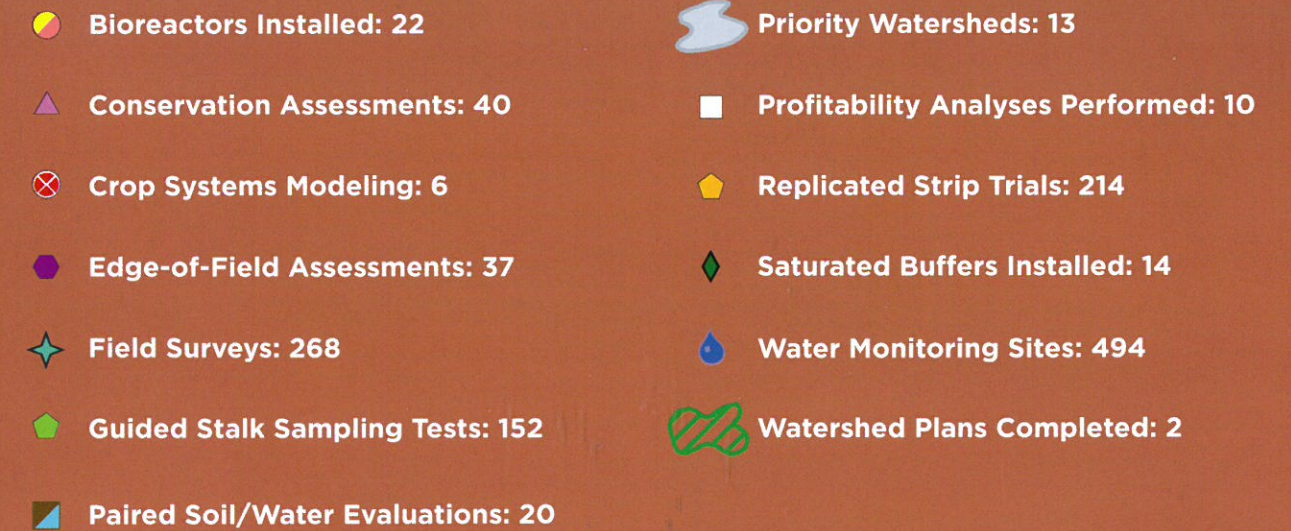 Bioreactors Installed: 22
Conservation Assessments: 40
Crop Systems Modeling: 6
Edge-of-Field Assessments: 37
Field Surveys: 268
Guided Stalk Sampling Tests: 152
Paired Soil/Water Evaluations: 20
Priority Watersheds: 13
Profitability Analyses Performed: 10
Replicated Strip Trials: 214
Saturated Buffers Installed: 14
Water Monitoring Sites: 494
Watershed Plans Completed: 2